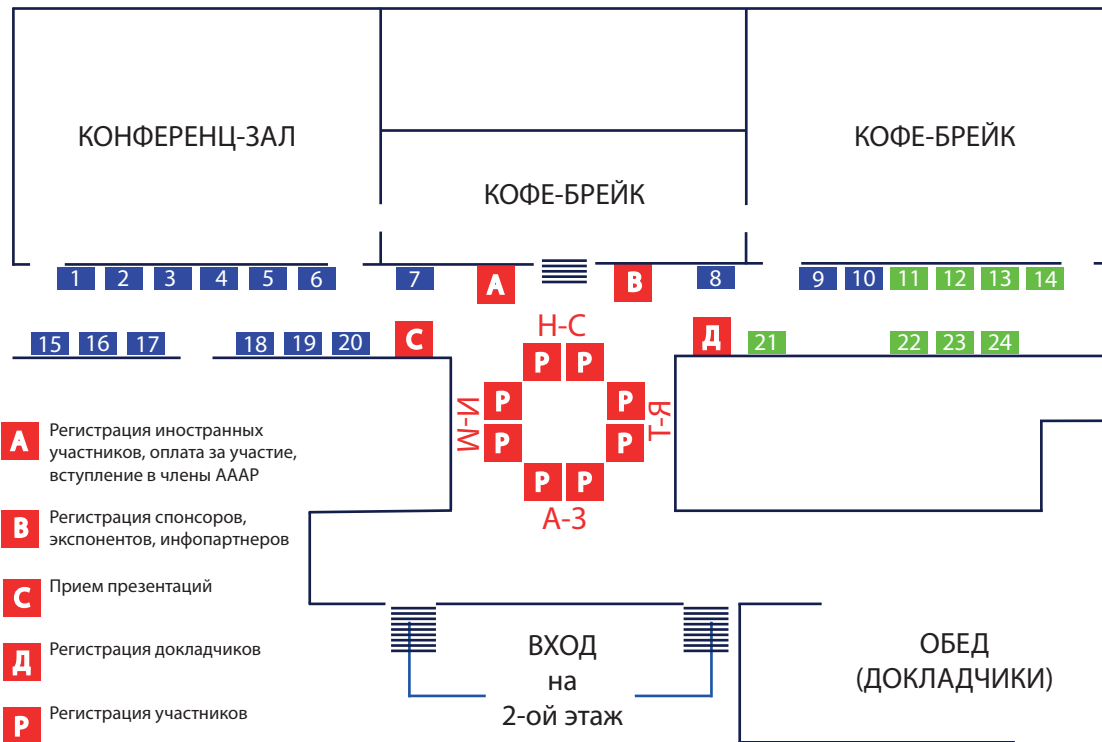 КОНФЕРЕНЦ-ЗАЛ
КОФЕ-БРЕЙК
КОФЕ-БРЕЙК
1 2 3 4 5 6 7 А В 8 9 10 11 12 13 14
15 16 17 18 19 20 С Д 21 22 23 24
Н-С
Р Р
И-М Р Р Т-Я
Р Р
Р Р
А-З
А Регистрация иностранных
участников, оплата за участие,
вступление в члены АААР
В Регистрация спонсоров,
экспонентов, инфопартнеров
С Прием презентаций
Д Регистрация докладчиков
Р Регистрация участников
ВХОД
на
2-ой этаж
ОБЕД
(ДОКЛАДЧИКИ)